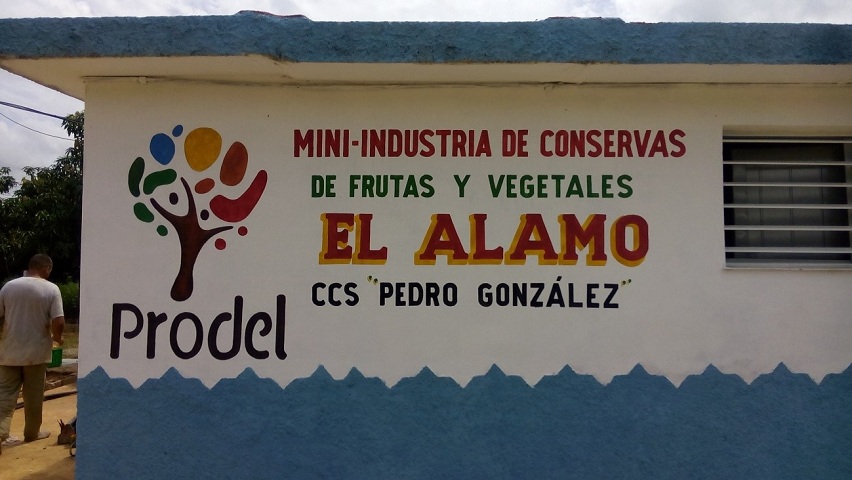 MINI-INDUSTRIA DE CONSERVAS
DE FRUTAS Y VEGETALES
EL ALAMO
CCS "PEDRO GONZÁLEZ"
Prodel